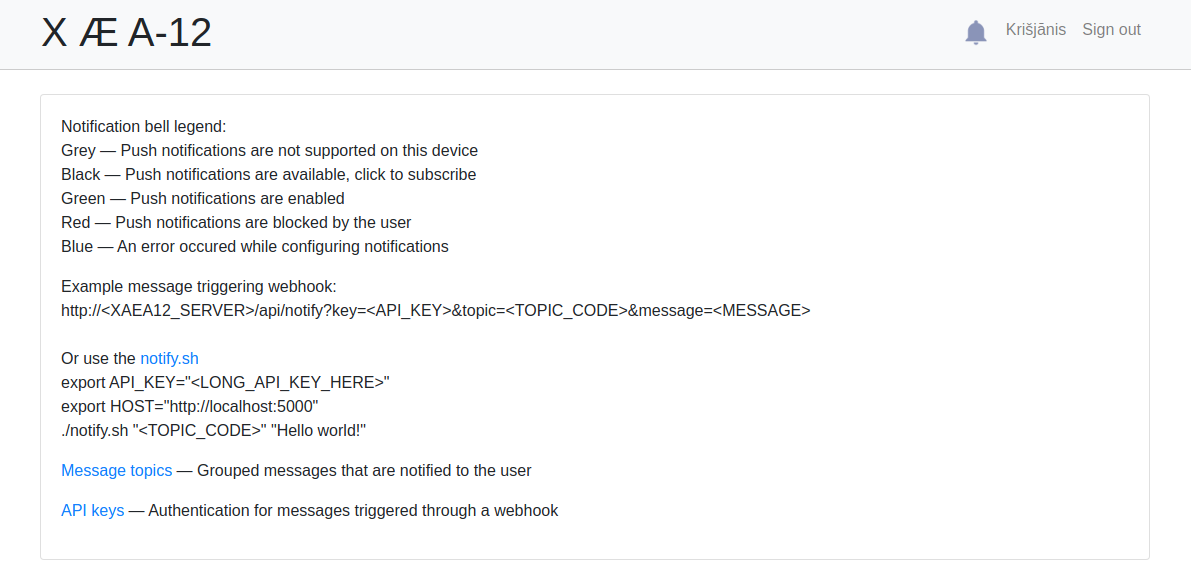 X Æ A-12
Krišjānis
Sign out
Notification bell legend:
Grey — Push notifications are not supported on this device
Black — Push notifications are available, click to subscribe
Green — Push notifications are enabled
Red — Push notifications are blocked by the user
Blue — An error occured while configuring notifications
Example message triggering webhook:
http://<XAEA12_SERVER>/api/notify?key=<API_KEY>&topic=<TOPIC_CODE>&message=<MESSAGE>
Or use the notify.sh
export API_KEY="<LONG_API_KEY_HERE>"
export HOST="http://localhost:5000"
./notify.sh "<TOPIC_CODE>" "Hello world!"
Message topics — Grouped messages that are notified to the user
API keys — Authentication for messages triggered through a webhook